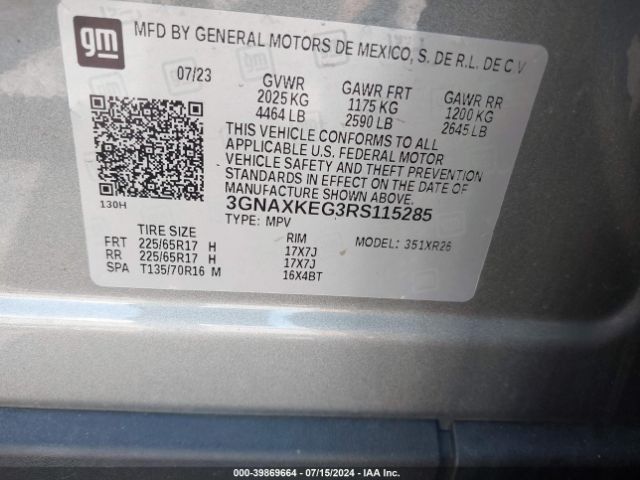 gm
MFD BY GENERAL MOTORS DE MEXICO, S. DE R.L. DE C.V
07/23 GVWR GAWR FRT GAWR RR
2025 KG 1175 KG 1200 KG
4464 LB 2590 LB 2645 LB
THIS VEHICLE CONFORMS TO ALL
APPLICABLE U.S. FEDERAL MOTOR
VEHICLE SAFETY AND THEFT PREVENTION
STANDARDS IN EFFECT ON THE DATE OF
MANUFACTURE SHOWN ABOVE.
130H 3GNAXKEG3RS115285
TYPE: MPV
TIRE SIZE RIM MODEL: 351XR26
FRT 225/65R17 H 17X7J
RR 225/65R17 H 17X7J
SPA T135/70R16 M 16X4BT
000-39869664 - 07/15/2024 - IAA Inc.